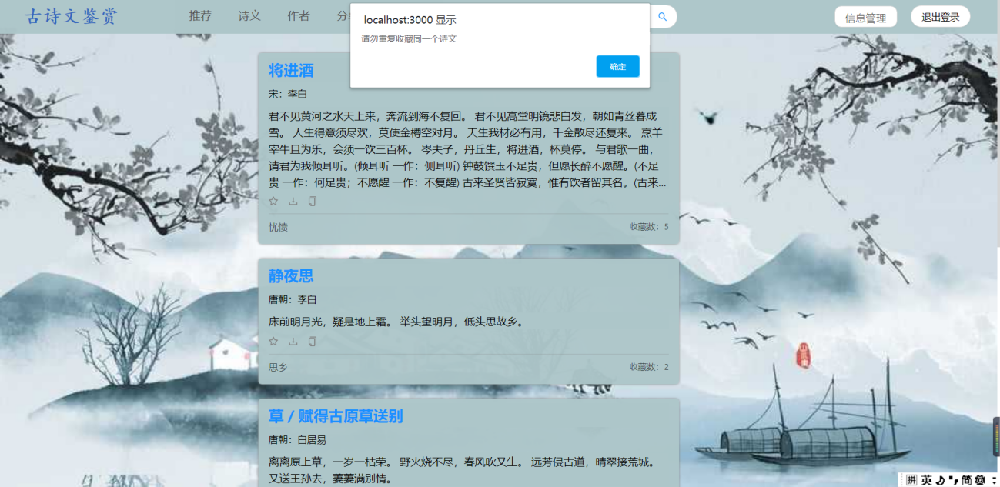 古诗文鉴赏
推荐 诗文 作者
信息管理 退出登录
localhost:3000 显示
请勿重复收藏同一个诗文
确定
将进酒
宋：李白
君不见黄河之水天上来，奔流到海不复回。 君不见高堂明镜悲白发，朝如青丝暮成
雪。 人生得意须尽欢，莫使金樽空对月。 天生我材必有用，千金散尽还复来。 烹羊
宰牛且为乐，会须一饮三百杯。 岑夫子，丹丘生，将进酒，杯莫停。 与君歌一曲，
请君为我倾耳听。(倾耳听 一作：侧耳听) 钟鼓馔玉不足贵，但愿长醉不愿醒。(不足
贵 一作：何足贵；不愿醒 一作：不复醒) 古来圣贤皆寂寞，惟有饮者留其名。(古来...
忧愤 收藏数：5
静夜思
唐朝：李白
床前明月光，疑是地上霜。 举头望明月，低头思故乡。
思乡 收藏数：2
草 / 赋得古原草送别
唐朝：白居易
离离原上草，一岁一枯荣。 野火烧不尽，春风吹又生。 远芳侵古道，晴翠接荒城。
又送王孙去，萋萋满别情。
拼 英 简